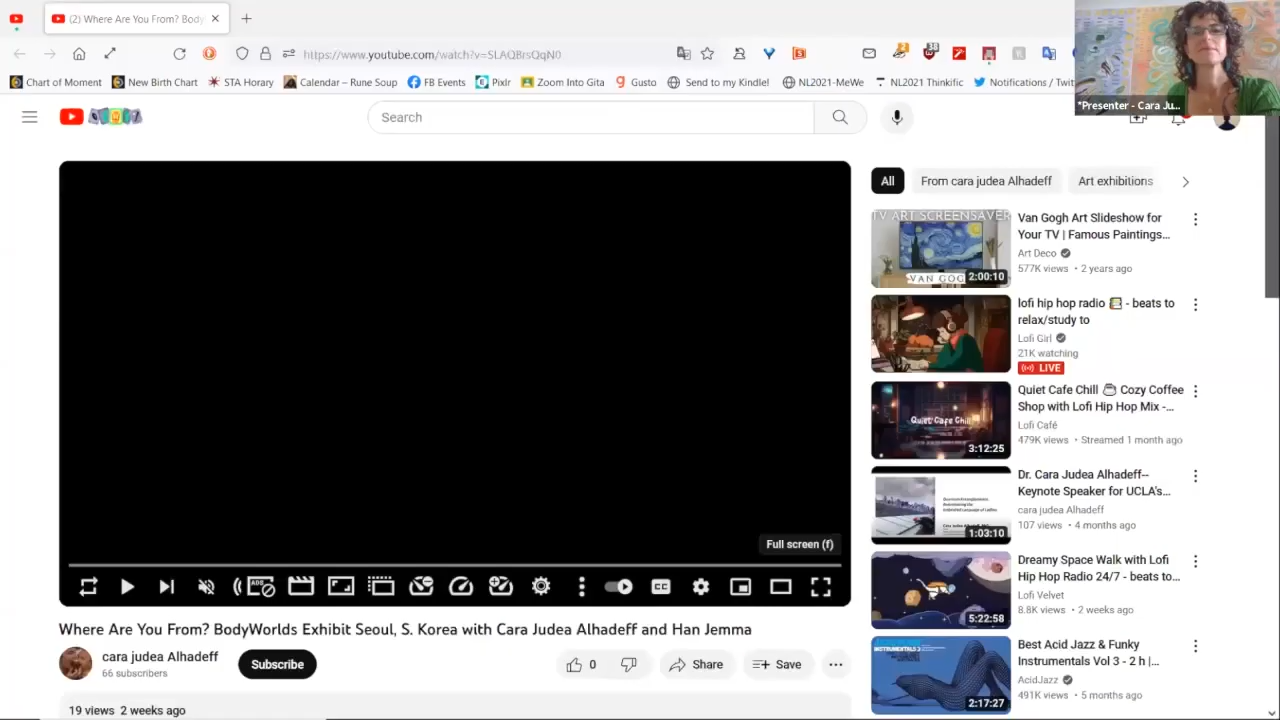 (2) Where Are You From? Body
https://www.youtube.com/watch
38
Chart of Moment
New Birth Chart
STA Horary
Calendar – Rune Soup
FB Events
PMF
Zoom Into Gita
Gusto
Send to my Kindle!
NL2021-MeWe
NL2021 Thinkific
Notifications / Twitt
*Presenter - Cara Ju...
Search
All
From cara judea Alhadeff
Art exhibitions
TV ART SCREENSAVER
VAN GOG
2:00:10
Van Gogh Art Slideshow for
Your TV | Famous Paintings...
Art Deco
577K views • 2 years ago
lofi hip hop radio 📚 - beats to
relax/study to
Lofi Girl
21K watching
LIVE
Quiet Cafe Chill
3:12:25
Quiet Cafe Chill ☕ Cozy Coffee
Shop with Lofi Hip Hop Mix -...
Lofi Café
479K views • Streamed 1 month ago
1:03:10
Dr. Cara Judea Alhadeff--
Keynote Speaker for UCLA's...
cara judea Alhadeff
107 views • 4 months ago
5:22:58
Dreamy Space Walk with Lofi
Hip Hop Radio 24/7 - beats to...
Lofi Velvet
8.8K views • 2 weeks ago
INSTRUMENTALS
2:17:27
Best Acid Jazz & Funky
Instrumentals Vol 3 - 2 h |...
AcidJazz
491K views • 5 months ago
Full screen (f)
CC
Where Are You From? Body Exhibit Seoul, S. Korea with Cara Alhadeff and
cara judea Alhadeff
66 subscribers
Subscribe
0
Share
Save
19 views 2 weeks ago